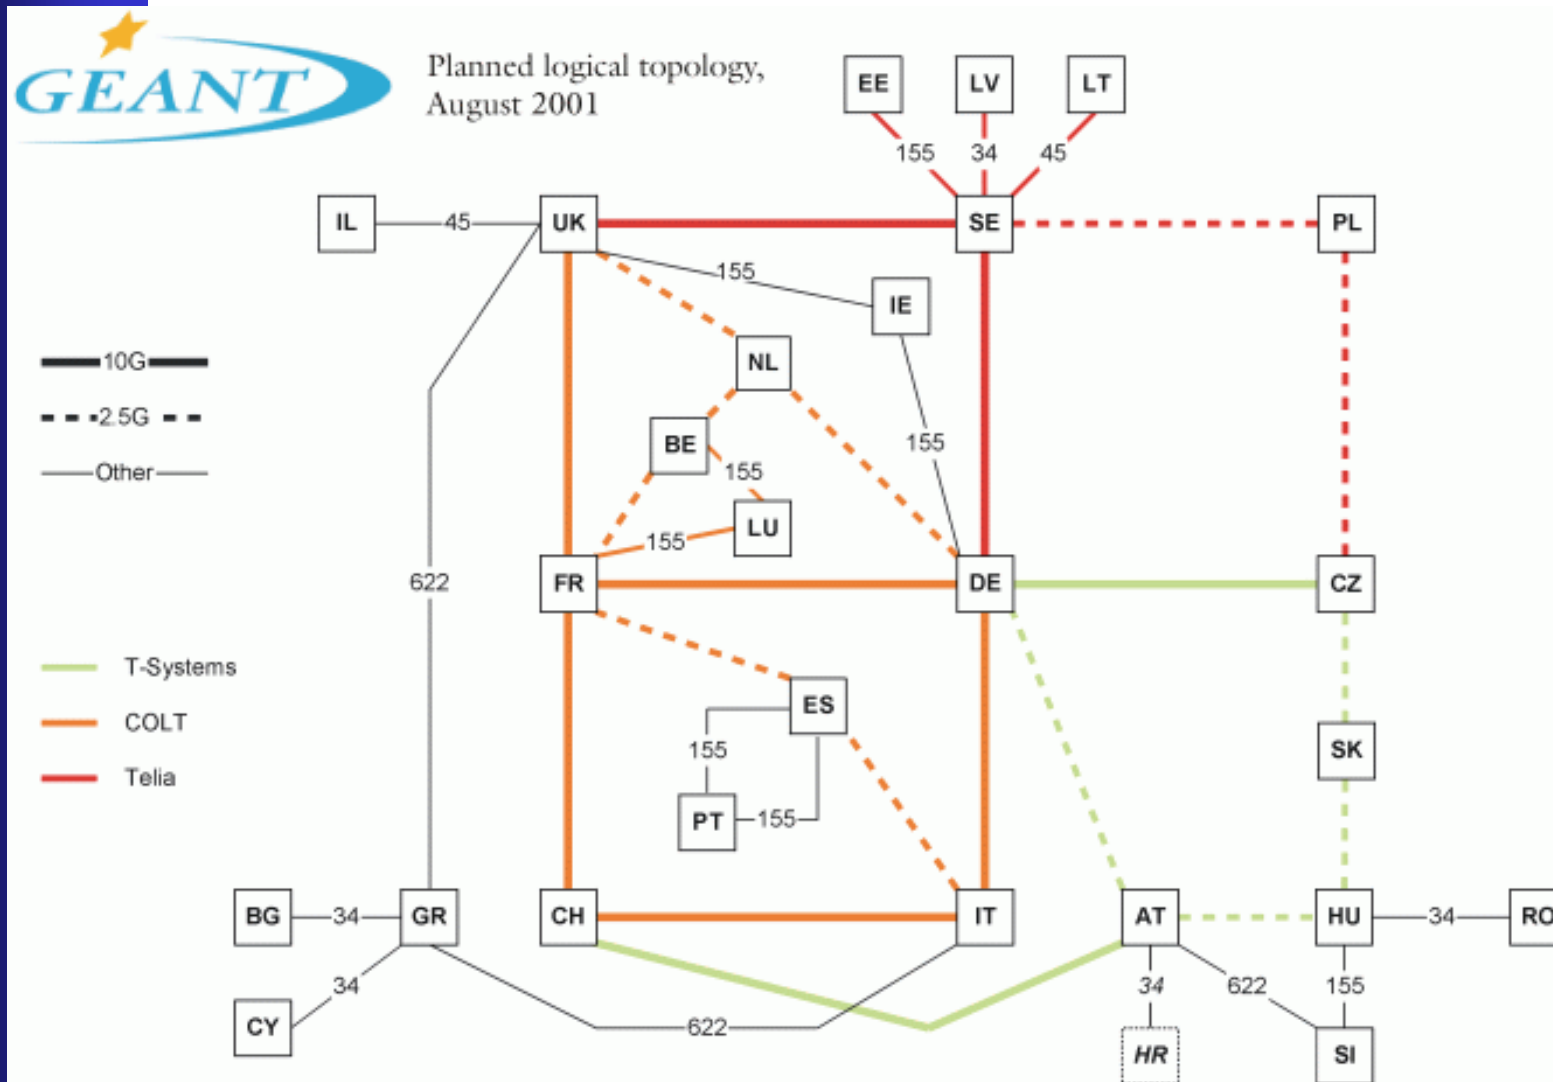 GEANT
Planned logical topology,
August 2001
EE
LV
LT
155
34
45
IL
45
UK
SE
PL
155
IE
10G
NL
2.5G
BE
155
155
Other
LU
155
622
FR
DE
CZ
T-Systems
ES
COLT
155
SK
Telia
PT
155
BG
34
GR
CH
IT
AT
HU
34
RO
34
34
622
155
CY
622
HR
SI